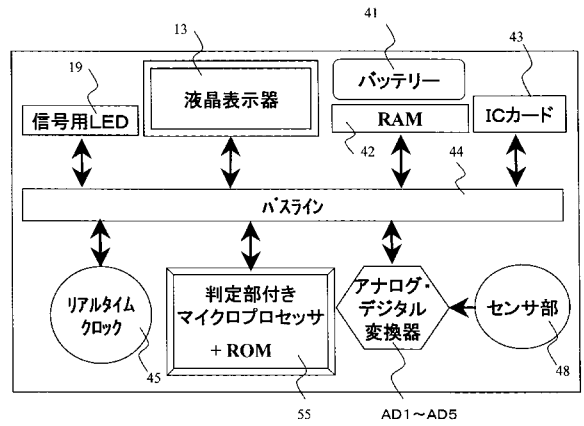 41
13
43
19
バッテリー
液晶表示器
信号用LED
RAM
ICカード
42
44
バスライン
リアルタイム
クロック
判定部付き
マイクロプロセッサ
+ROM
アナログ・
デジタル
変換器
センサ部
45
48
55
AD1～AD5